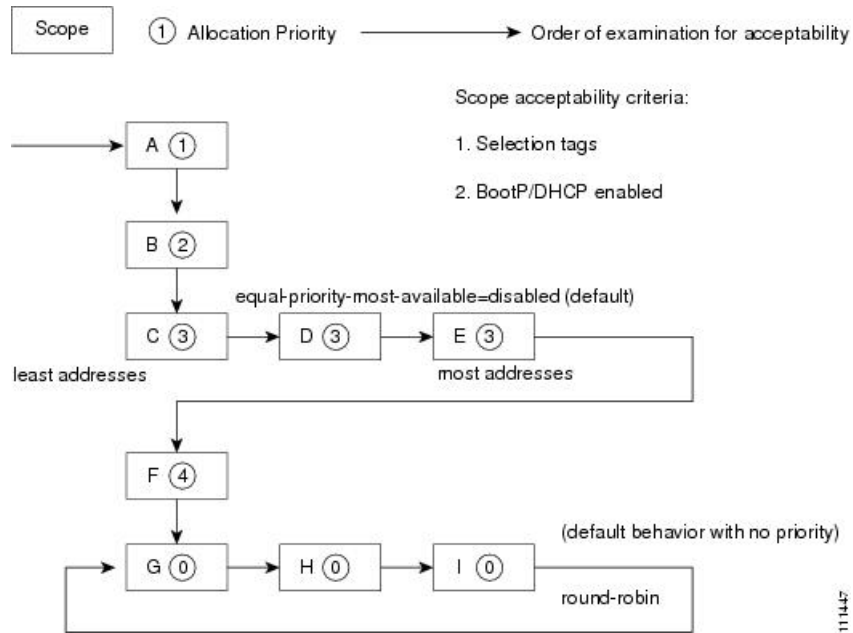 Scope 1 Allocation Priority Order of examination for acceptability
Scope acceptability criteria:
1. Selection tags
2. BootP/DHCP enabled
A 1
B 2
equal-priority-most-available=disabled (default)
C 3 D 3 E 3
least addresses most addresses
F 4
(default behavior with no priority)
G 0 H 0 I 0
round-robin
111447